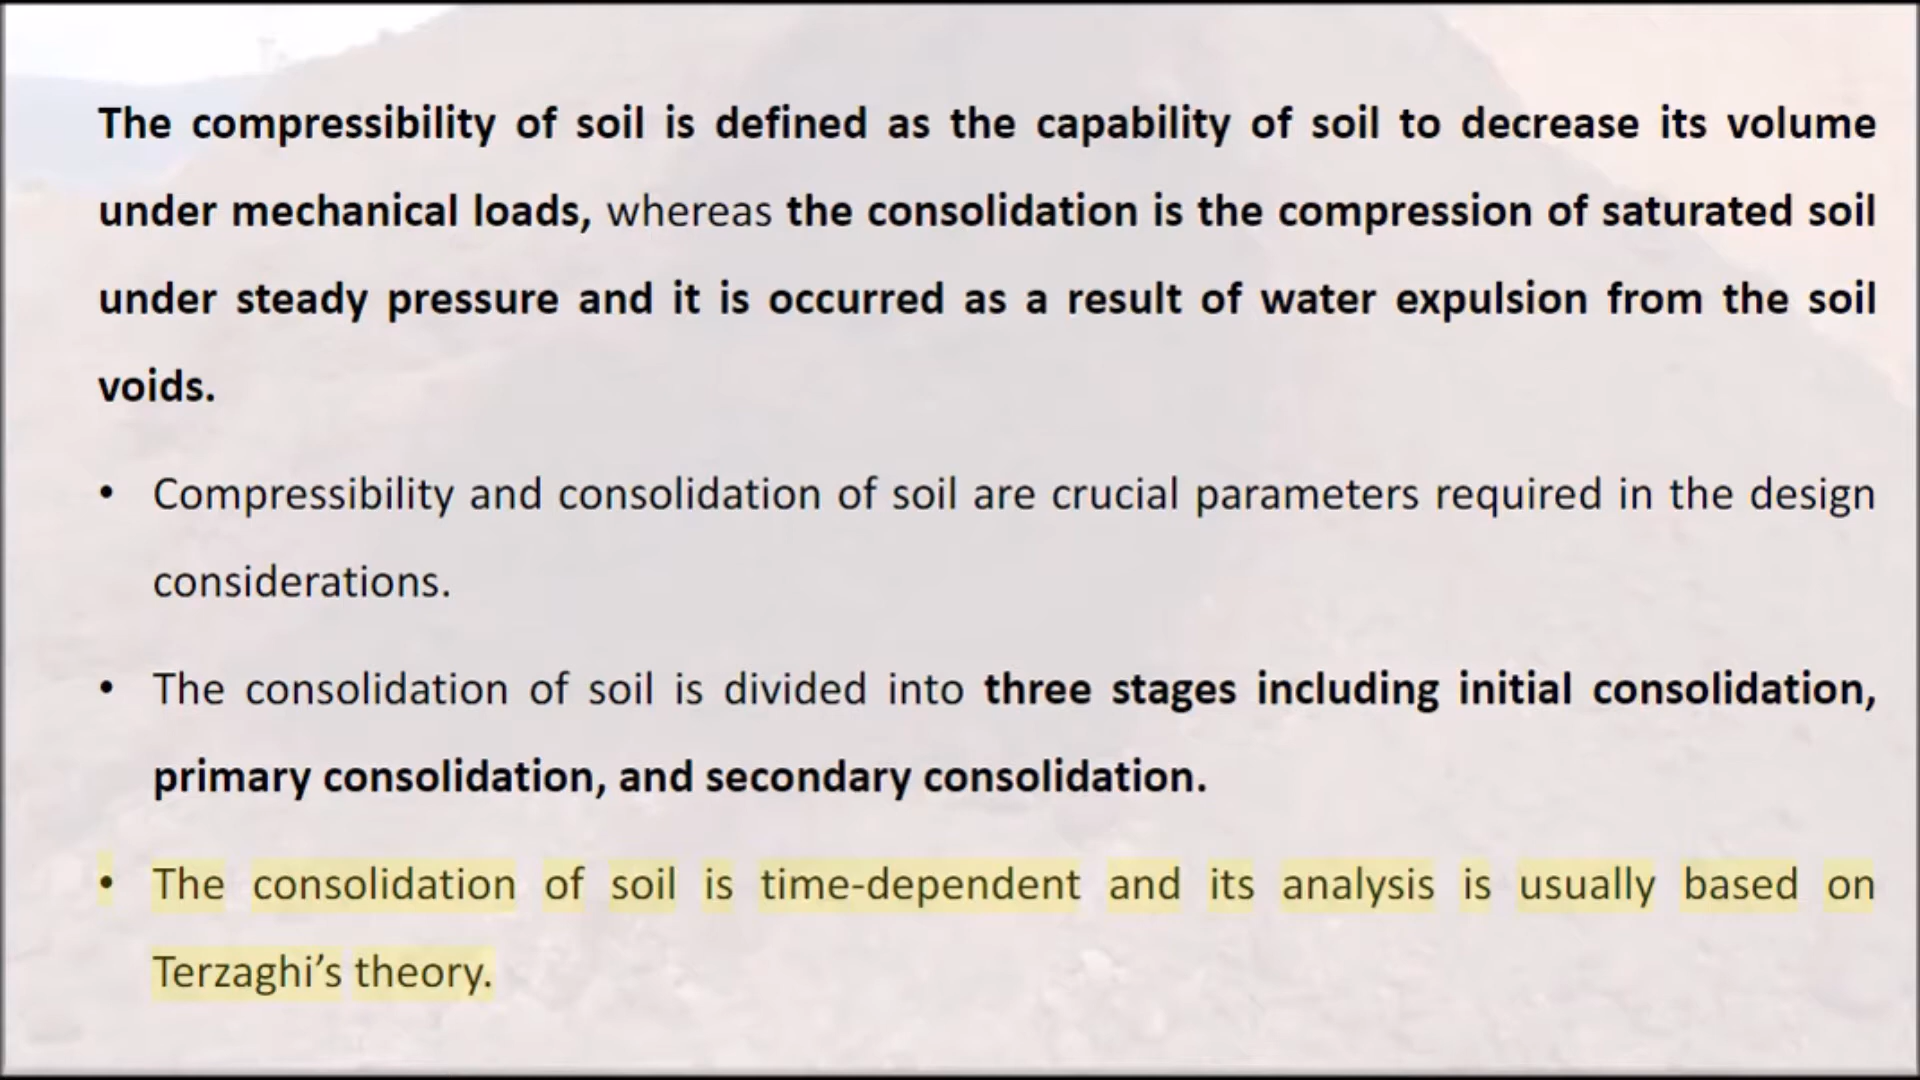 The compressibility of soil is defined as the capability of soil to decrease its volume
under mechanical loads, whereas the consolidation is the compression of saturated soil
under steady pressure and it is occurred as a result of water expulsion from the soil
voids.
• Compressibility and consolidation of soil are crucial parameters required in the design
considerations.
• The consolidation of soil is divided into three stages including initial consolidation,
primary consolidation, and secondary consolidation.
• The consolidation of soil is time-dependent and its analysis is usually based on
Terzaghi’s theory.